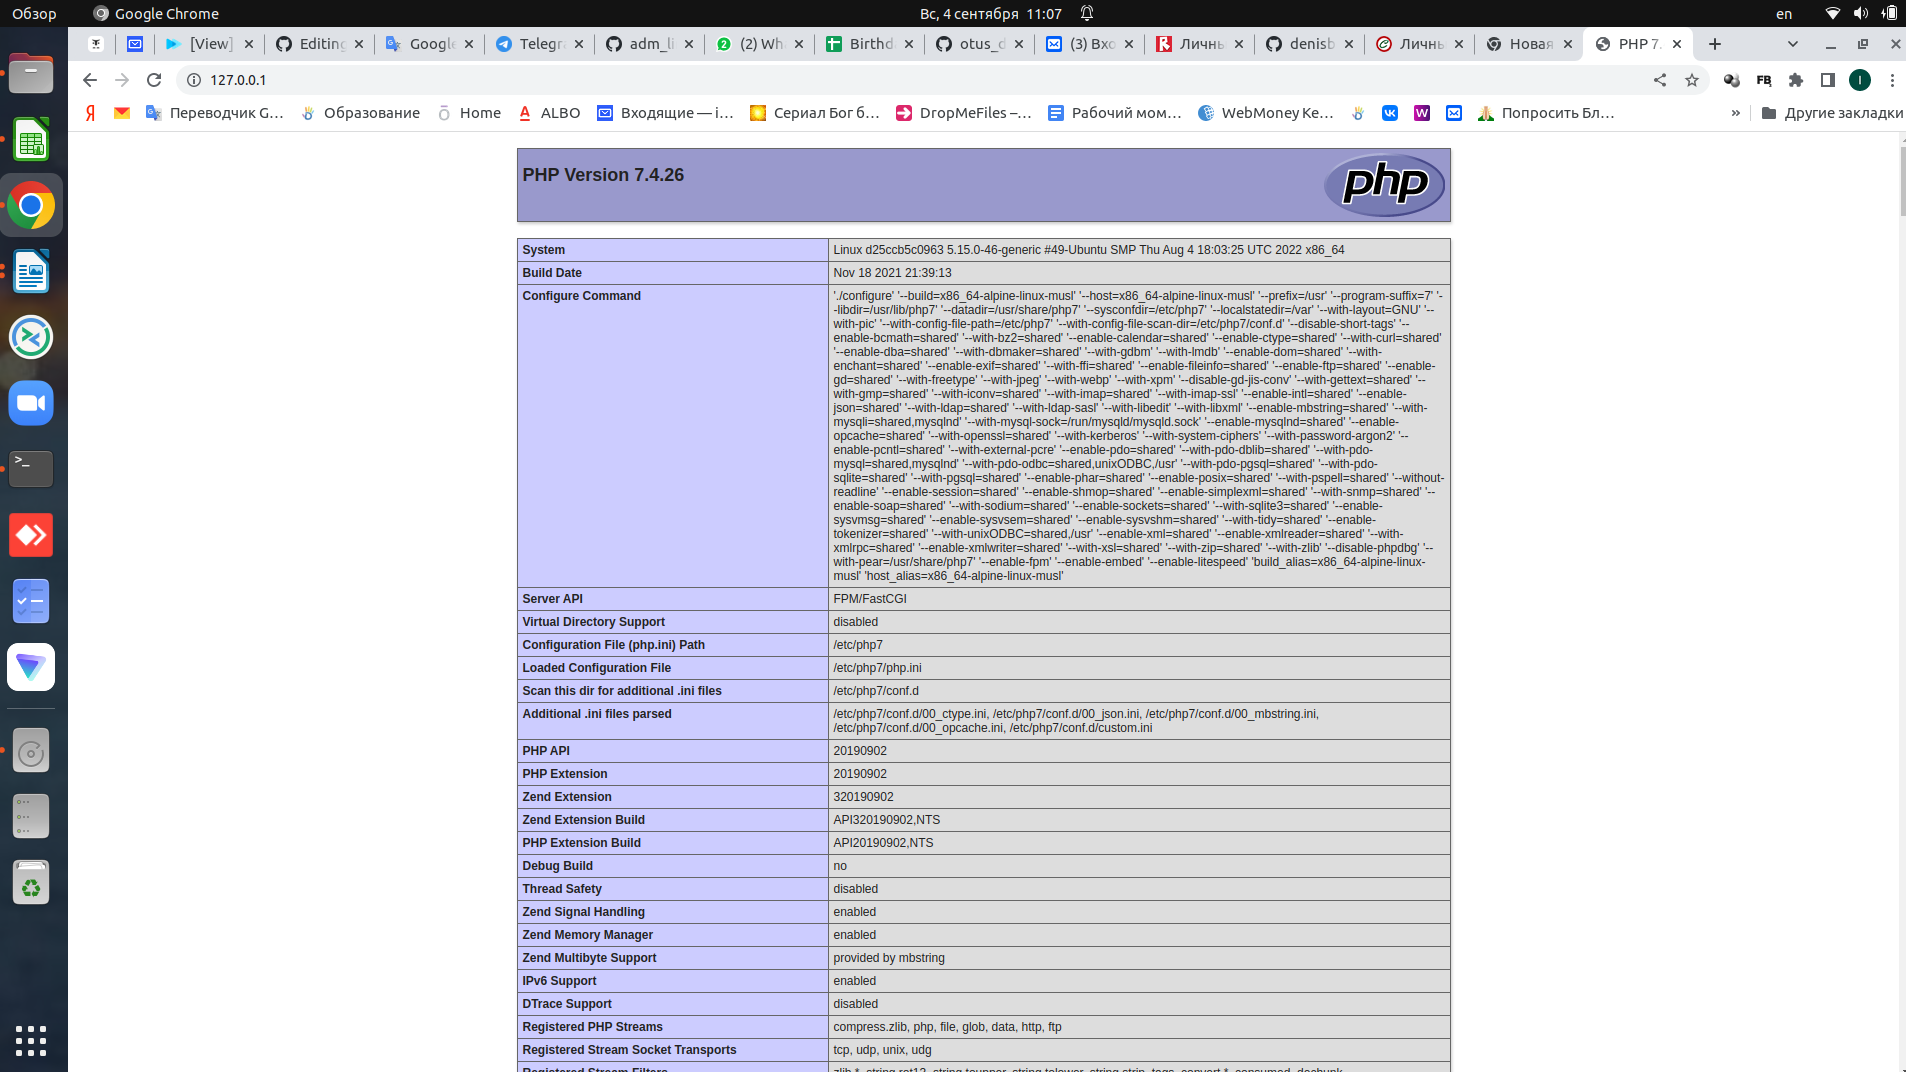 Обзор
Google Chrome
Вс, 4 сентября 11:07
en
[View]
Editing
Google
Telegra
adm_li
(2) Wha
Birthd
otus_d
(3) Вхо
Личны
denisb
Личны
Новая
PHP 7.
127.0.0.1
FB
I
Переводчик G…
Образование
Home
ALBO
Входящие — i…
Сериал Бог б…
DropMeFiles –…
Рабочий мом…
WebMoney Ke…
Попросить Бл…
»
Другие закладки
PHP Version 7.4.26
php
System Linux d25ccb5c0963 5.15.0-46-generic #49-Ubuntu SMP Thu Aug 4 18:03:25 UTC 2022 x86_64
Build Date Nov 18 2021 21:39:13
Configure Command './configure' '--build=x86_64-alpine-linux-musl' '--host=x86_64-alpine-linux-musl' '--prefix=/usr' '--program-suffix=7' '-
-libdir=/usr/lib/php7' '--datadir=/usr/share/php7' '--sysconfdir=/etc/php7' '--localstatedir=/var' '--with-layout=GNU' '--
with-pic' '--with-config-file-path=/etc/php7' '--with-config-file-scan-dir=/etc/php7/conf.d' '--disable-short-tags' '--
enable-bcmath=shared' '--with-bz2=shared' '--enable-calendar=shared' '--enable-ctype=shared' '--with-curl=shared'
'--enable-dba=shared' '--with-dbmaker=shared' '--with-gdbm' '--with-lmdb' '--enable-dom=shared' '--with-
enchant=shared' '--enable-exif=shared' '--with-ffi=shared' '--enable-fileinfo=shared' '--enable-ftp=shared' '--enable-
gd=shared' '--with-freetype' '--with-jpeg' '--with-webp' '--with-xpm' '--disable-gd-jis-conv' '--with-gettext=shared' '--
with-gmp=shared' '--with-iconv=shared' '--with-imap=shared' '--with-imap-ssl' '--enable-intl=shared' '--enable-
json=shared' '--with-ldap=shared' '--with-ldap-sasl' '--with-libedit' '--with-libxml' '--enable-mbstring=shared' '--with-
mysqli=shared,mysqlnd' '--with-mysql-sock=/run/mysqld/mysqld.sock' '--enable-mysqlnd=shared' '--enable-
opcache=shared' '--with-openssl=shared' '--with-kerberos' '--with-system-ciphers' '--with-password-argon2' '--
enable-pcntl=shared' '--with-external-pcre' '--enable-pdo=shared' '--with-pdo-dblib=shared' '--with-pdo-
mysql=shared,mysqlnd' '--with-pdo-odbc=shared,unixODBC,/usr' '--with-pdo-pgsql=shared' '--with-pdo-
sqlite=shared' '--with-pgsql=shared' '--enable-phar=shared' '--enable-posix=shared' '--with-pspell=shared' '--without-
readline' '--enable-session=shared' '--enable-shmop=shared' '--enable-simplexml=shared' '--with-snmp=shared' '--
enable-soap=shared' '--with-sodium=shared' '--enable-sockets=shared' '--with-sqlite3=shared' '--enable-
sysvmsg=shared' '--enable-sysvsem=shared' '--enable-sysvshm=shared' '--with-tidy=shared' '--enable-
tokenizer=shared' '--with-unixODBC=shared,/usr' '--enable-xml=shared' '--enable-xmlreader=shared' '--with-
xmlrpc=shared' '--enable-xmlwriter=shared' '--with-xsl=shared' '--with-zip=shared' '--with-zlib' '--disable-phpdbg' '--
with-pear=/usr/share/php7' '--enable-fpm' '--enable-embed' '--enable-litespeed' 'build_alias=x86_64-alpine-linux-
musl' 'host_alias=x86_64-alpine-linux-musl'
Server API FPM/FastCGI
Virtual Directory Support disabled
Configuration File (php.ini) Path /etc/php7
Loaded Configuration File /etc/php7/php.ini
Scan this dir for additional .ini files /etc/php7/conf.d
Additional .ini files parsed /etc/php7/conf.d/00_ctype.ini, /etc/php7/conf.d/00_json.ini, /etc/php7/conf.d/00_mbstring.ini,
/etc/php7/conf.d/00_opcache.ini, /etc/php7/conf.d/custom.ini
PHP API 20190902
PHP Extension 20190902
Zend Extension 320190902
Zend Extension Build API320190902,NTS
PHP Extension Build API20190902,NTS
Debug Build no
Thread Safety disabled
Zend Signal Handling enabled
Zend Memory Manager enabled
Zend Multibyte Support provided by mbstring
IPv6 Support enabled
DTrace Support disabled
Registered PHP Streams compress.zlib, php, file, glob, data, http, ftp
Registered Stream Socket Transports tcp, udp, unix, udg
Registered Stream Filters zlib.*, string.rot13, string.toupper, string.tolower, string.strip_tags, convert.*, consumed, dechunk